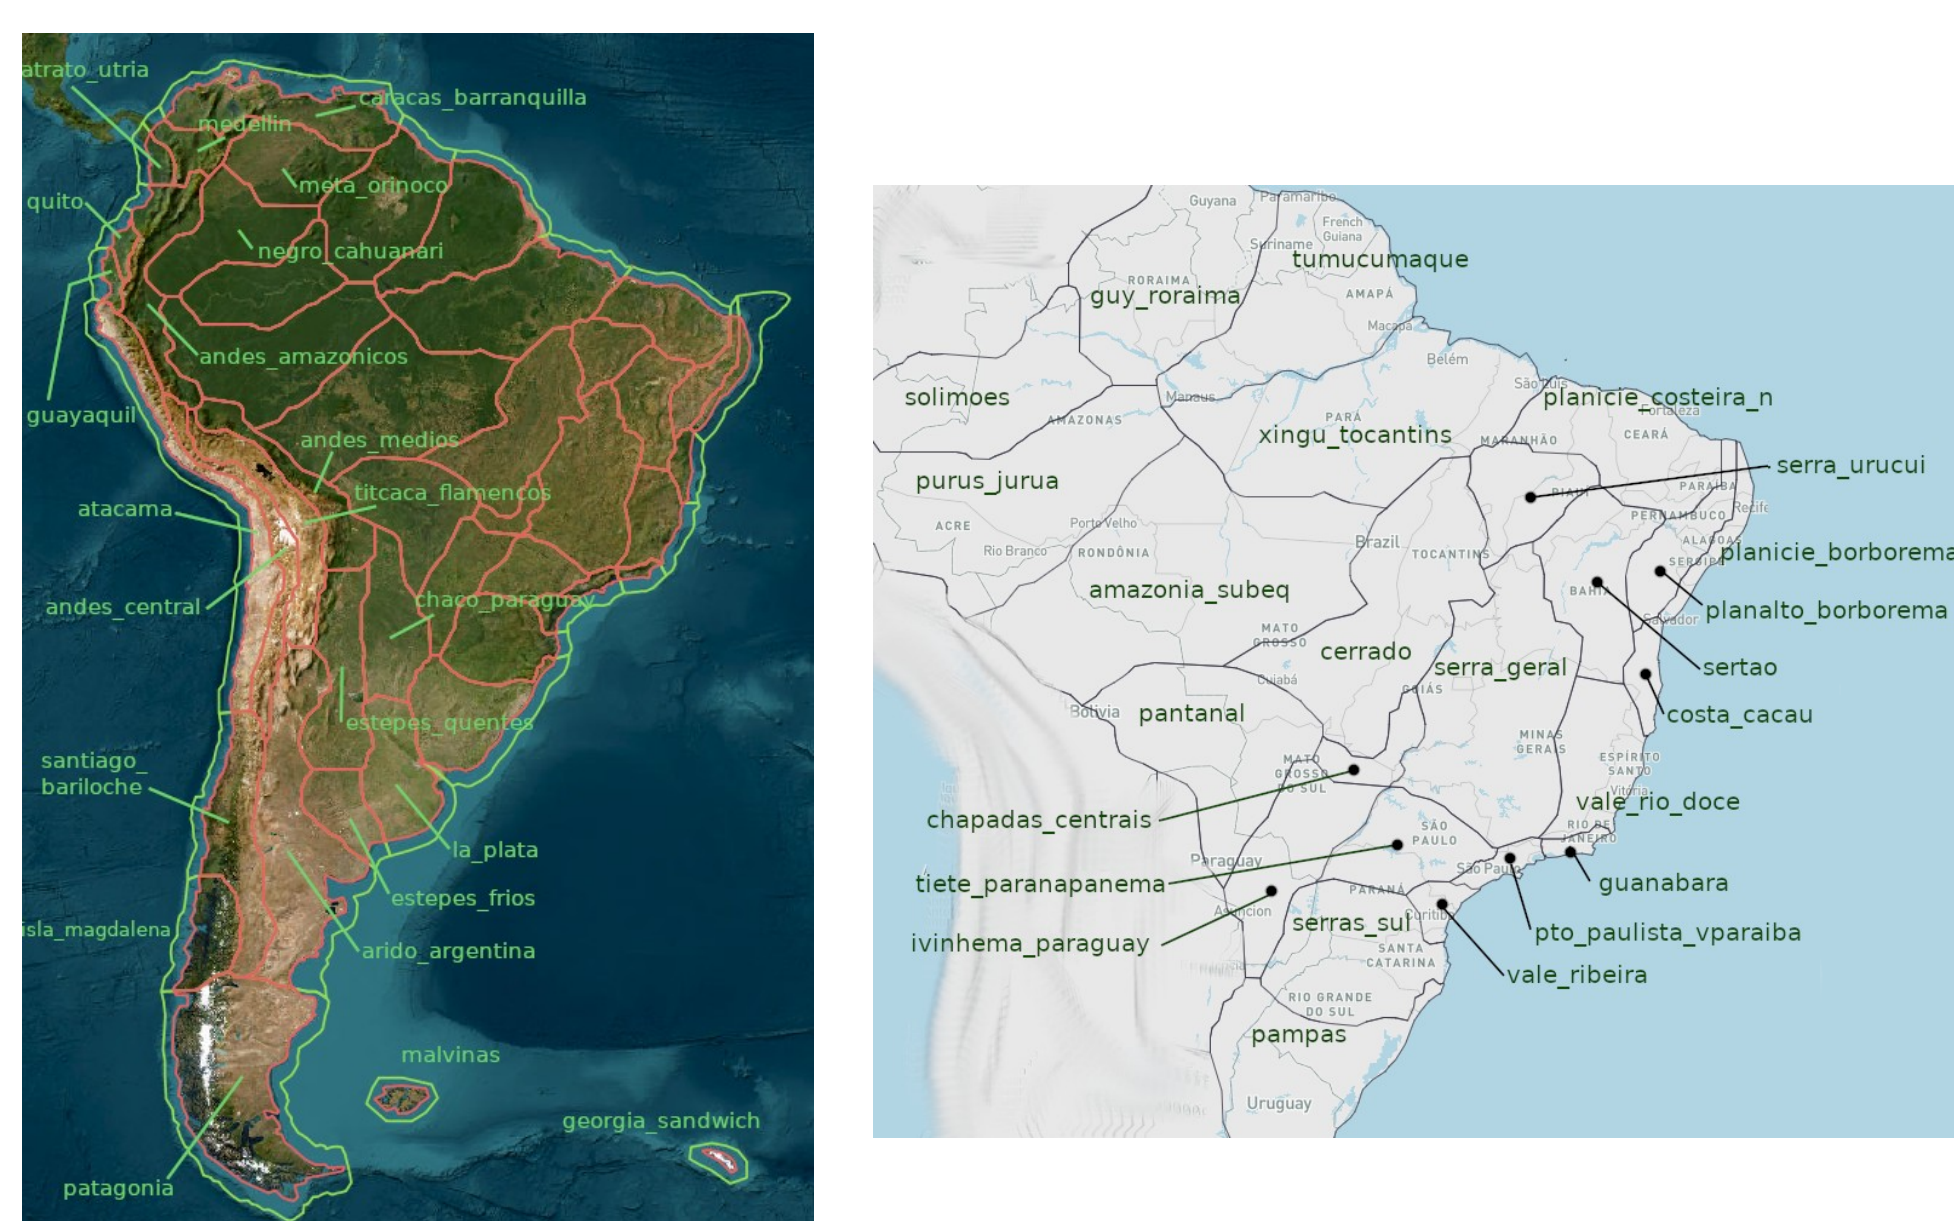 atrato_utria
caracas_barranquilla
medellin
meta_orinoco
quito
negro_cahuanari
andes_amazonicos
guayaquil
andes_medios
titcaca_flamencos
atacama
andes_central
chaco_paraguay
estepes_quentes
santiago_
bariloche
la_plata
estepes_frios
isla_magdalena
arido_argentina
malvinas
georgia_sandwich
patagonia
Guyana
Paramaribo
French
Guiana
Suriname
tumucumaque
RORAIMA
guy_roraima
AMAPÁ
Macapá
Belém
solimoes
Manaus
São Luís
planicie_costeira_n
Fortaleza
AMAZONAS
PARÁ
xingu_tocantins
MARANHÃO
CEARÁ
serra_urucui
purus_jurua
PIAUÍ
PARAÍBA
Recife
ACRE
Porto Velho
PERNAMBUCO
Rio Branco
RONDÔNIA
Brazil
TOCANTINS
ALAGOAS
SERGIPE
planicie_borborema
amazonia_subeq
BAHIA
planalto_borborema
Salvador
MATO
GROSSO
cerrado
serra_geral
sertao
Cuiabá
GOIÁS
Bolivia
pantanal
costa_cacau
MINAS
GERAIS
ESPÍRITO
SANTO
MATO
GROSSO
DO SUL
Vitória
vale_rio_doce
chapadas_centrais
SÃO
PAULO
RIO DE
JANEIRO
Paraguay
São Paulo
tiete_paranapanema
PARANÁ
guanabara
Asunción
Curitiba
serras_sul
ivinhema_paraguay
pto_paulista_vparaiba
SANTA
CATARINA
vale_ribeira
RIO GRANDE
DO SUL
pampas
Uruguay